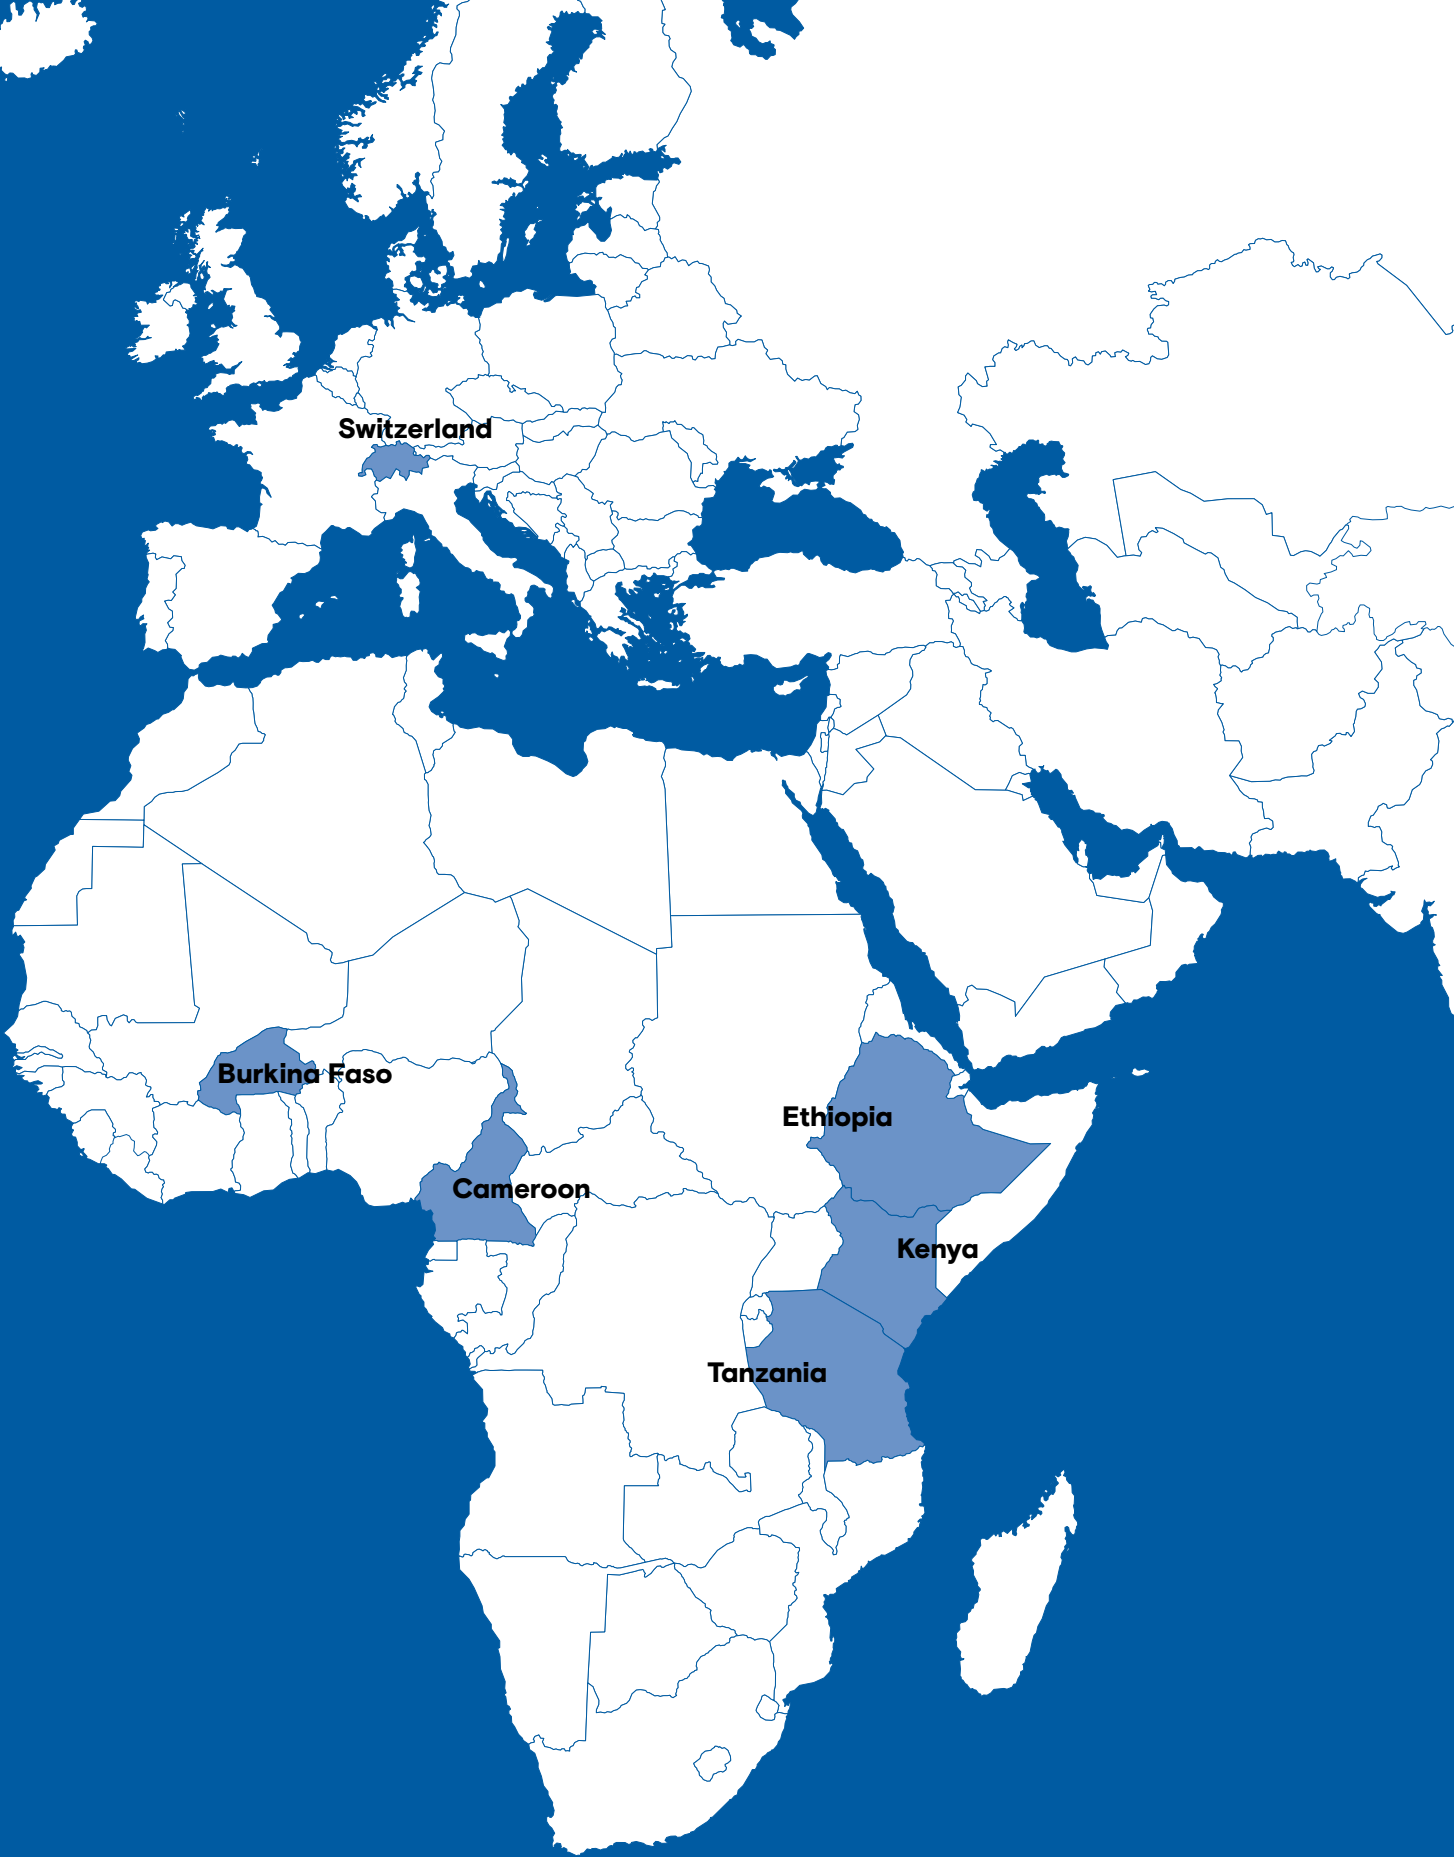 Switzerland
Burkina Faso
Ethiopia
Cameroon
Kenya
Tanzania